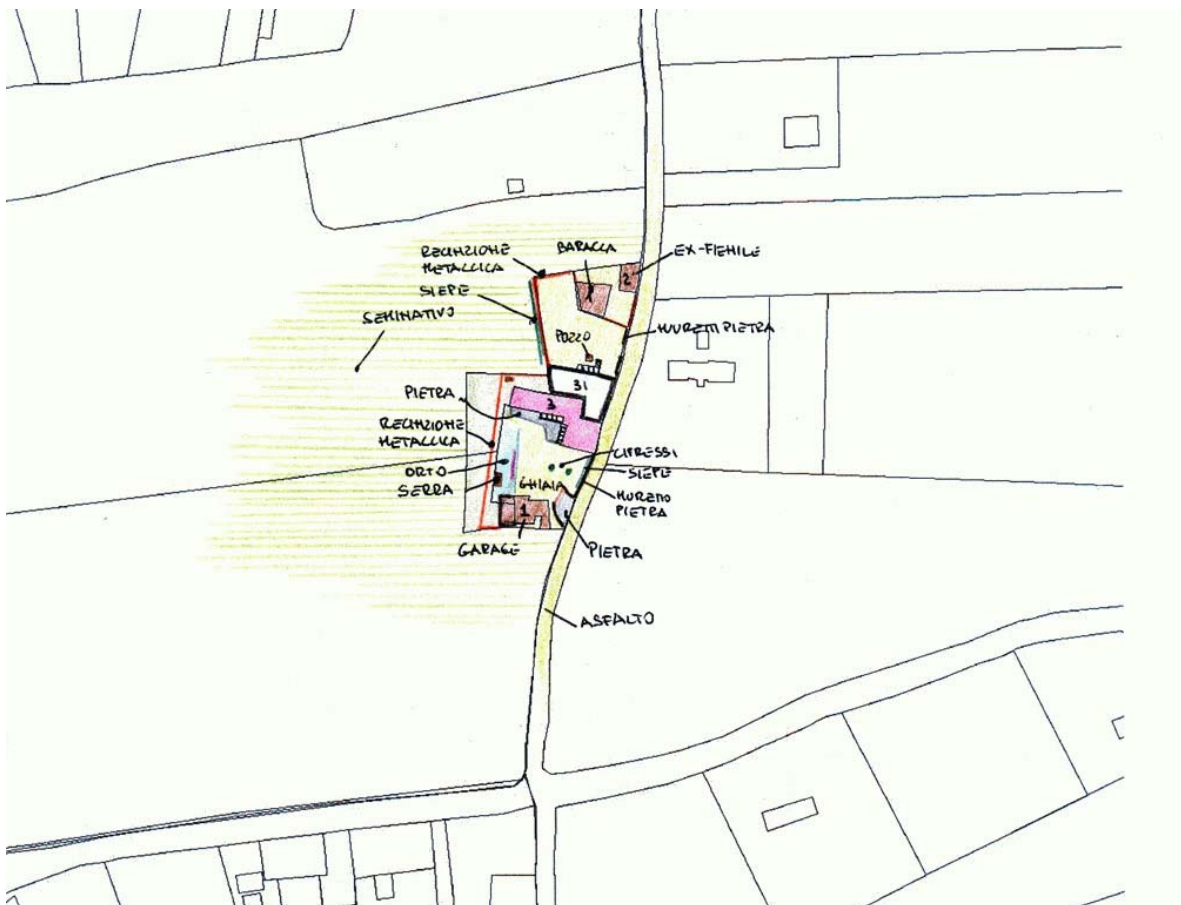 RECINZIONE
METALLICA
BARACCA
EX-FIENILE
SIEPE
2
1
SEMINATIVO
MURETTI PIETRA
POZZO
31
PIETRA
3
RECINZIONE
METALLICA
CIPRESSI
ORTO
SIEPE
SERRA
GHIAIA
MURETTO
PIETRA
1
GARAGE
PIETRA
ASFALTO